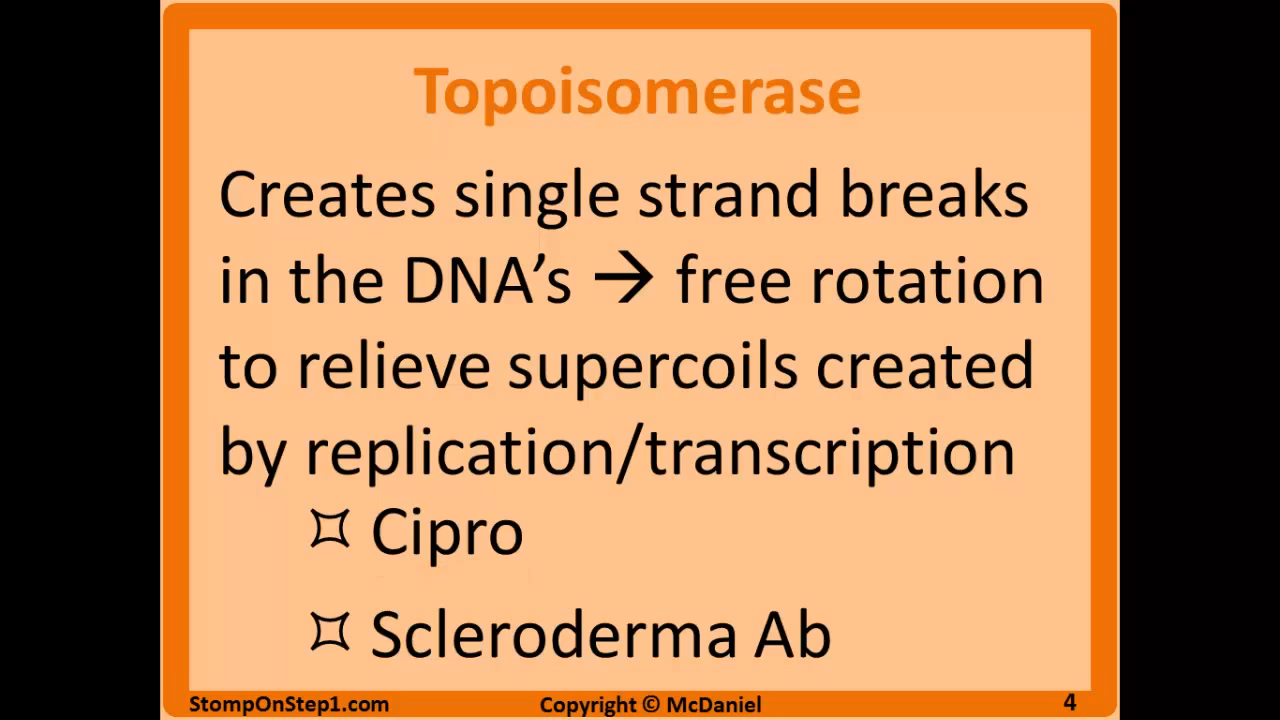 Topoisomerase
Creates single strand breaks
in the DNA’s → free rotation
to relieve supercoils created
by replication/transcription
¤ Cipro
¤ Scleroderma Ab
StompOnStep1.com Copyright © McDaniel 4